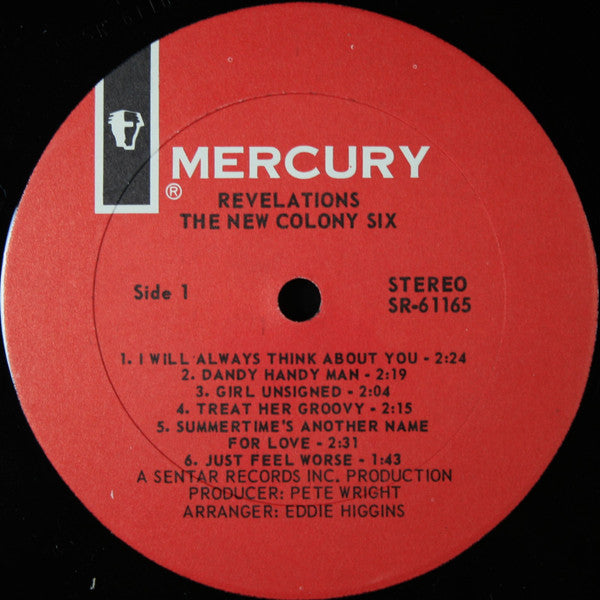 MERCURY
®
REVELATIONS
THE NEW COLONY SIX
Side 1
STEREO
SR-61165
1. I WILL ALWAYS THINK ABOUT YOU - 2:24
2. DANDY HANDY MAN - 2:19
3. GIRL UNSIGNED - 2:04
4. TREAT HER GROOVY - 2:15
5. SUMMERTIME'S ANOTHER NAME
FOR LOVE - 2:31
6. JUST FEEL WORSE - 1:43
A SENTAR RECORDS INC. PRODUCTION
PRODUCER: PETE WRIGHT
ARRANGER: EDDIE HIGGINS